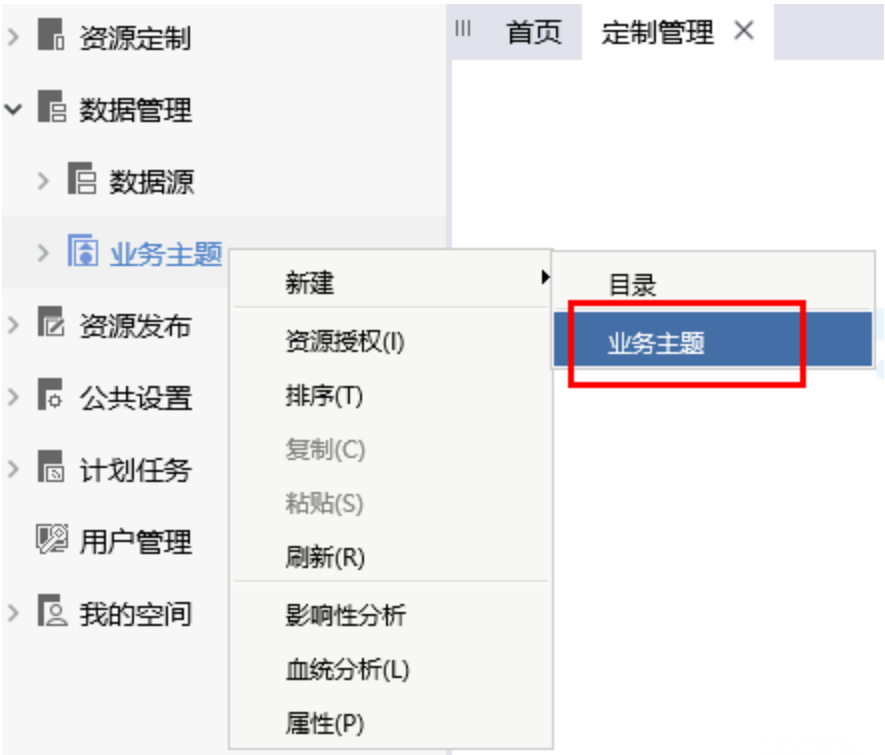 首页
定制管理
资源定制
数据管理
数据源
业务主题
资源发布
公共设置
计划任务
用户管理
我的空间
新建
资源授权(I)
排序(T)
复制(C)
粘贴(S)
刷新(R)
影响性分析
血统分析(L)
属性(P)
目录
业务主题